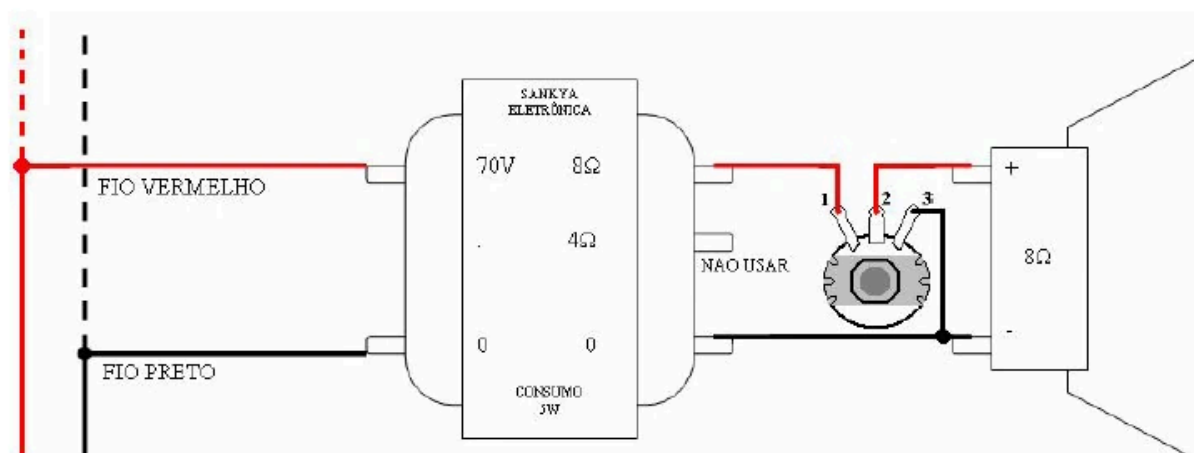 SANKYA
ELETRÔNICA
70V 8Ω
FIO VERMELHO
. 4Ω
NAO USAR
0 0
FIO PRETO
CONSUMO
5W
1 2 3
+
8Ω
-